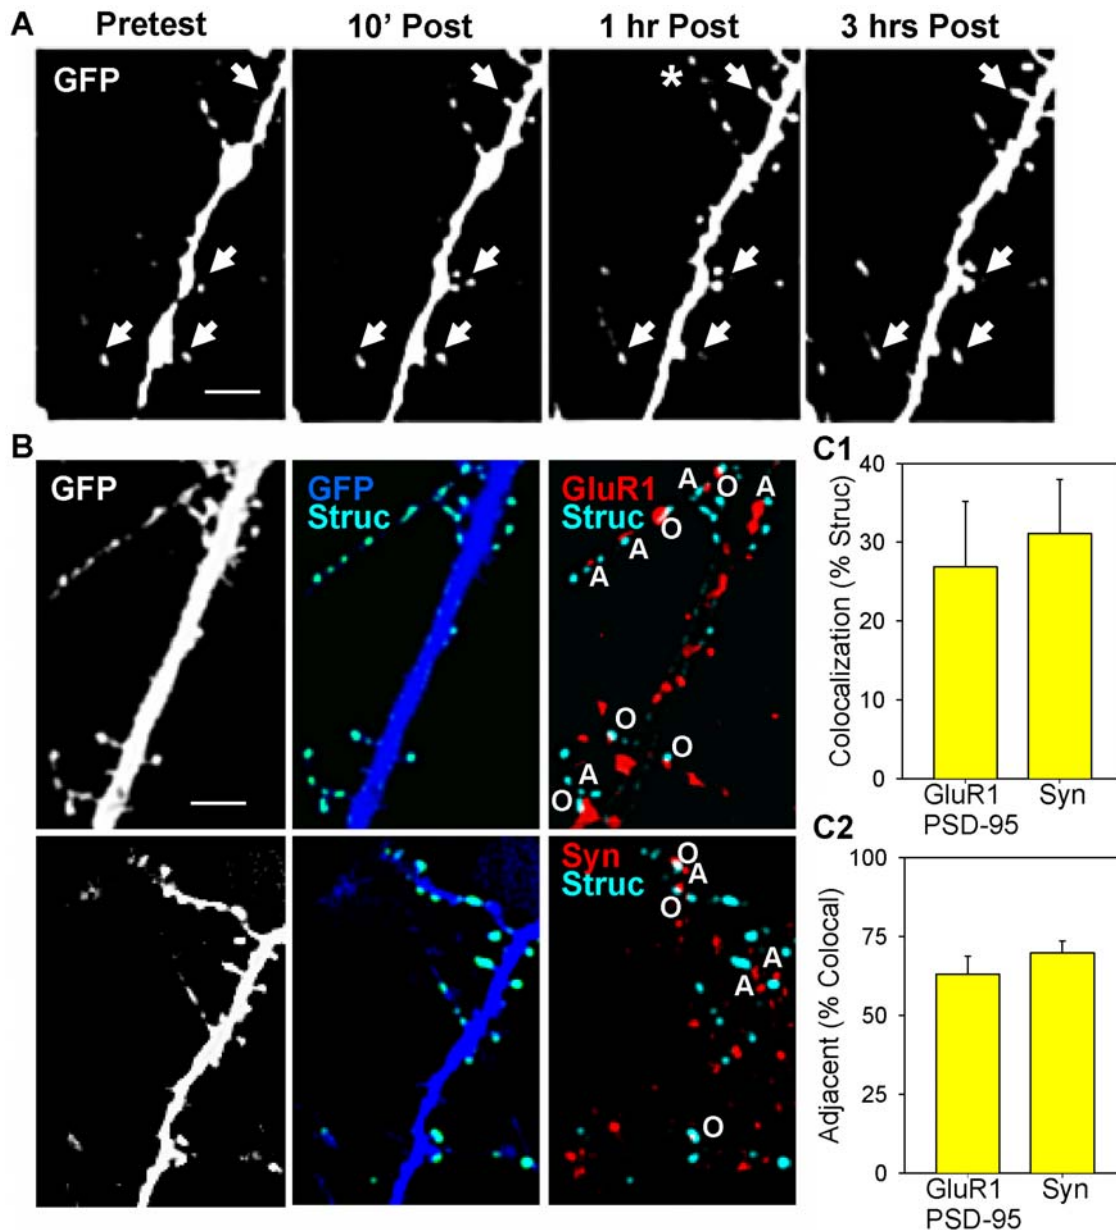 A
Pretest
10’ Post
1 hr Post
3 hrs Post
GFP
*
B
GFP
GFP
Struc
GluR1
Struc
A
O
A
O
A
A
O
O
A
O
Syn
Struc
O
A
O
A
A
O
C1
40
30
20
10
0
Colocalization (% Struc)
GluR1
PSD-95
Syn
C2
100
75
50
25
0
Adjacent (% Colocal)
GluR1
PSD-95
Syn